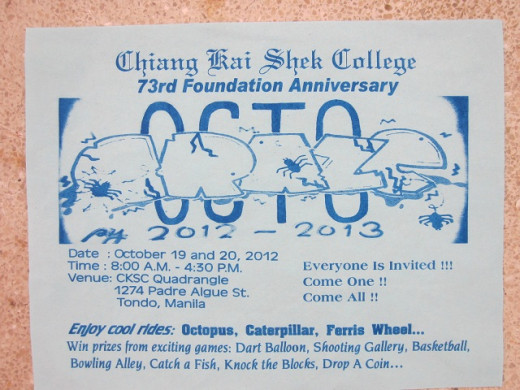 Chiang Kai Shek College
73rd Foundation Anniversary
OCTO
2012 - 2013
Date : October 19 and 20, 2012
Time : 8:00 A.M. - 4:30 P.M.
Venue: CKSC Quadrangle
1274 Padre Algue St.
Tondo, Manila
Everyone Is Invited !!!
Come One !!
Come All !!
Enjoy cool rides: Octopus, Caterpillar, Ferris Wheel...
Win prizes from exciting games: Dart Balloon, Shooting Gallery, Basketball,
Bowling Alley, Catch a Fish, Knock the Blocks, Drop A Coin...